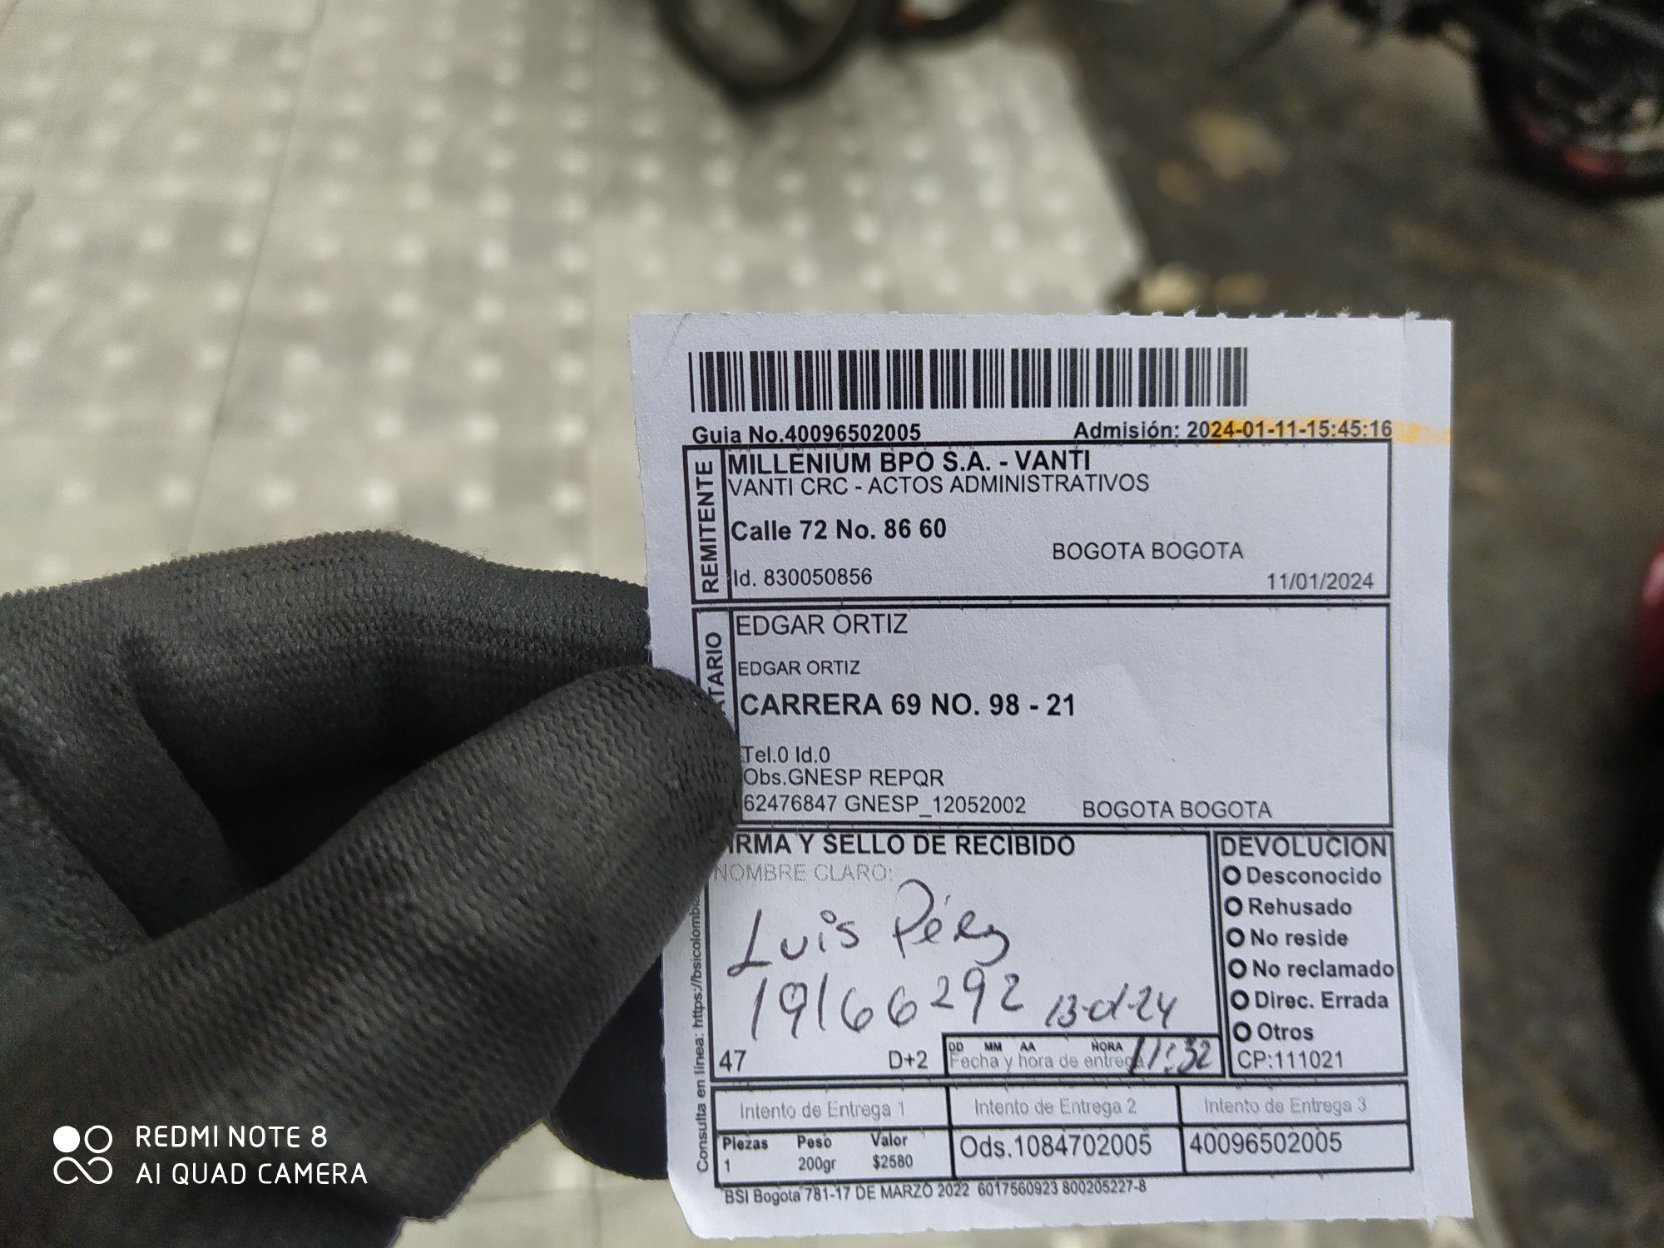 Guia No.40096502005
Admisión: 2024-01-11-15:45:16
REMITENTE
MILLENIUM BPO S.A. - VANTI
VANTI CRC - ACTOS ADMINISTRATIVOS
Calle 72 No. 86 60
BOGOTA BOGOTA
Id. 830050856
11/01/2024
ATARIO
EDGAR ORTIZ
EDGAR ORTIZ
CARRERA 69 NO. 98 - 21
Tel.0 Id.0
Obs.GNESP REPQR
62476847 GNESP_12052002
BOGOTA BOGOTA
IRMA Y SELLO DE RECIBIDO
NOMBRE CLARO:
Luis Pérez
19166292 13-01-24
47
D+2
DD MM AA HORA
Fecha y hora de entrega
11:32
DEVOLUCION
Desconocido
Rehusado
No reside
No reclamado
Direc. Errada
Otros
CP:111021
Consulta en línea: https://bsicolomb
Intento de Entrega 1
Intento de Entrega 2
Intento de Entrega 3
Piezas Peso Valor
1 200gr $2580
Ods.1084702005
40096502005
BSI Bogota 781-17 DE MARZO 2022 6017560923 800205227-8
REDMI NOTE 8
AI QUAD CAMERA